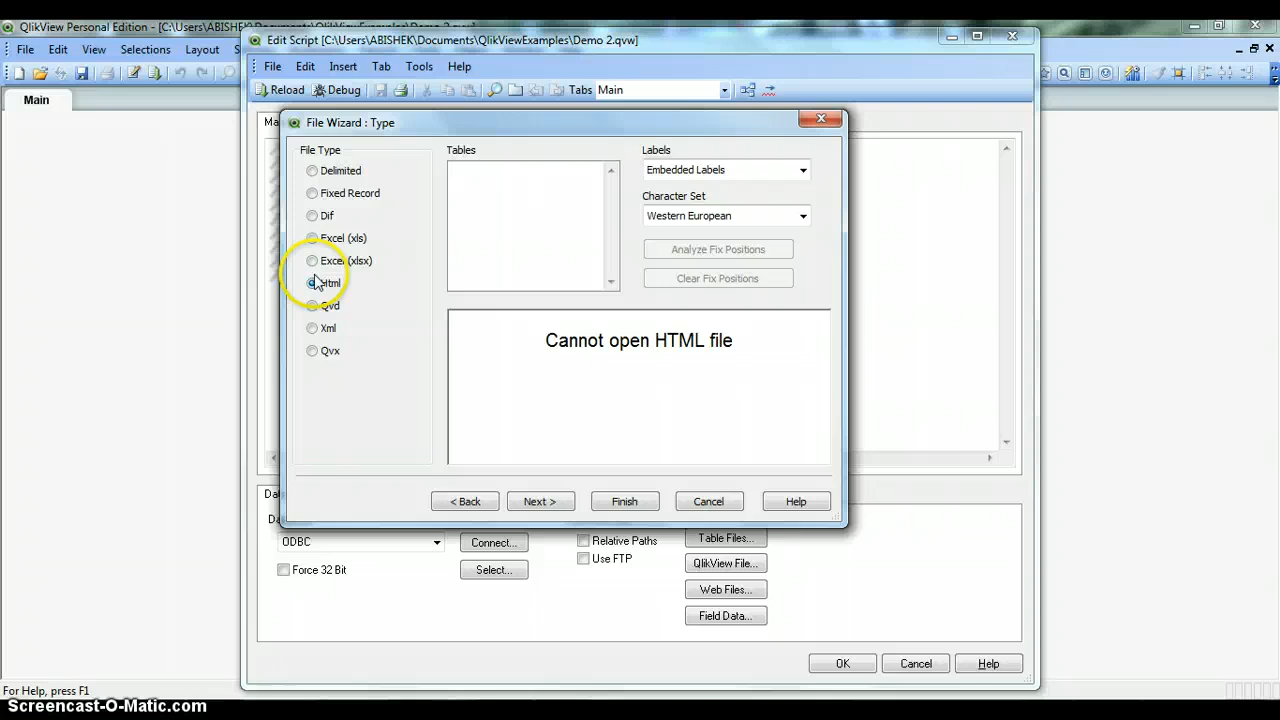 QlikView Personal Edition - [C:\Users\ABISHEK\Documents\QlikViewExamples\Demo 2.qvw]
File Edit View Selections Layout
Main
Edit Script [C:\Users\ABISHEK\Documents\QlikViewExamples\Demo 2.qvw]
File Edit Insert Tab Tools Help
Reload Debug Tabs Main
File Wizard : Type
File Type
Delimited
Fixed Record
Dif
Excel (xls)
Excel (xlsx)
Html
Qvd
Xml
Qvx
Tables
Labels
Embedded Labels
Character Set
Western European
Analyze Fix Positions
Clear Fix Positions
Cannot open HTML file
< Back Next > Finish Cancel Help
ODBC
Connect...
Force 32 Bit
Select...
Relative Paths
Use FTP
Table Files...
QlikView File...
Web Files...
Field Data...
OK Cancel Help
For Help, press F1
Screencast-O-Matic.com